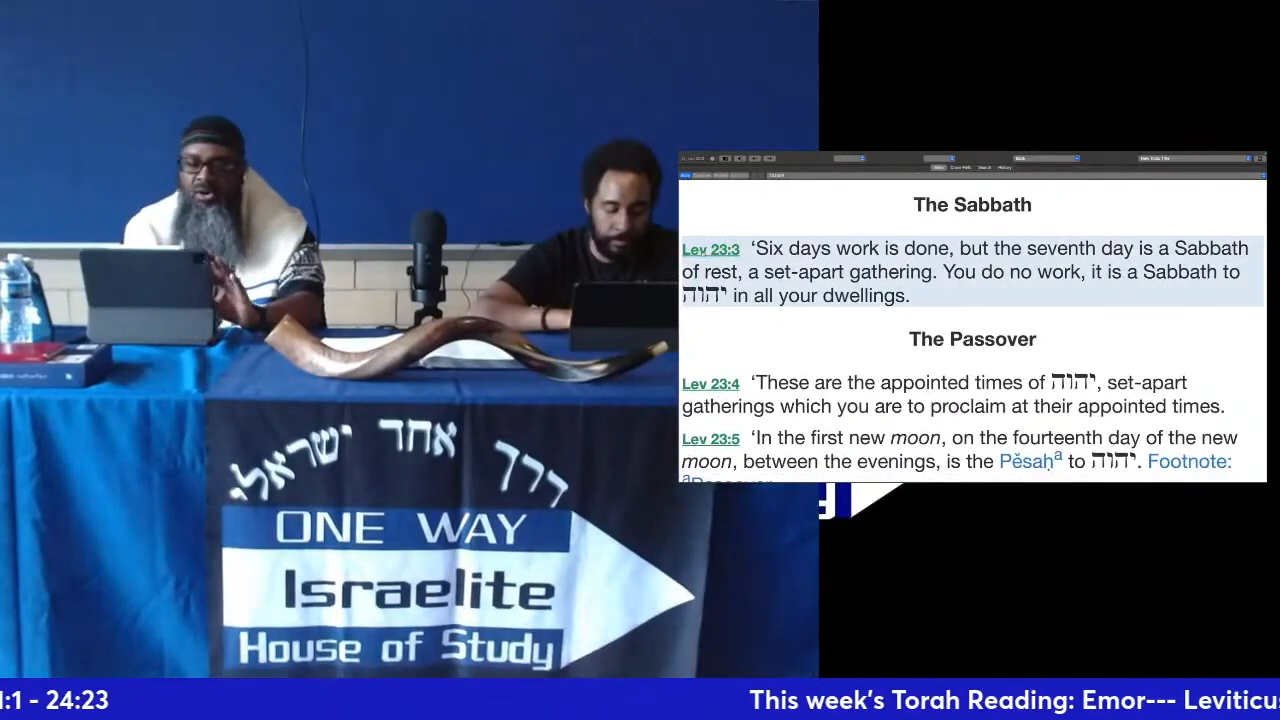 The Sabbath
Lev 23:3 ‘Six days work is done, but the seventh day is a Sabbath
of rest, a set-apart gathering. You do no work, it is a Sabbath to
יהוה in all your dwellings.
The Passover
Lev 23:4 ‘These are the appointed times of יהוה, set-apart
gatherings which you are to proclaim at their appointed times.
Lev 23:5 ‘In the first new moon, on the fourteenth day of the new
moon, between the evenings, is the Pěsaḥa to יהוה. Footnote:
דרך אחד ישראלי
ONE WAY
Israelite
House of Study
1:1 - 24:23
This week's Torah Reading: Emor--- Leviticus